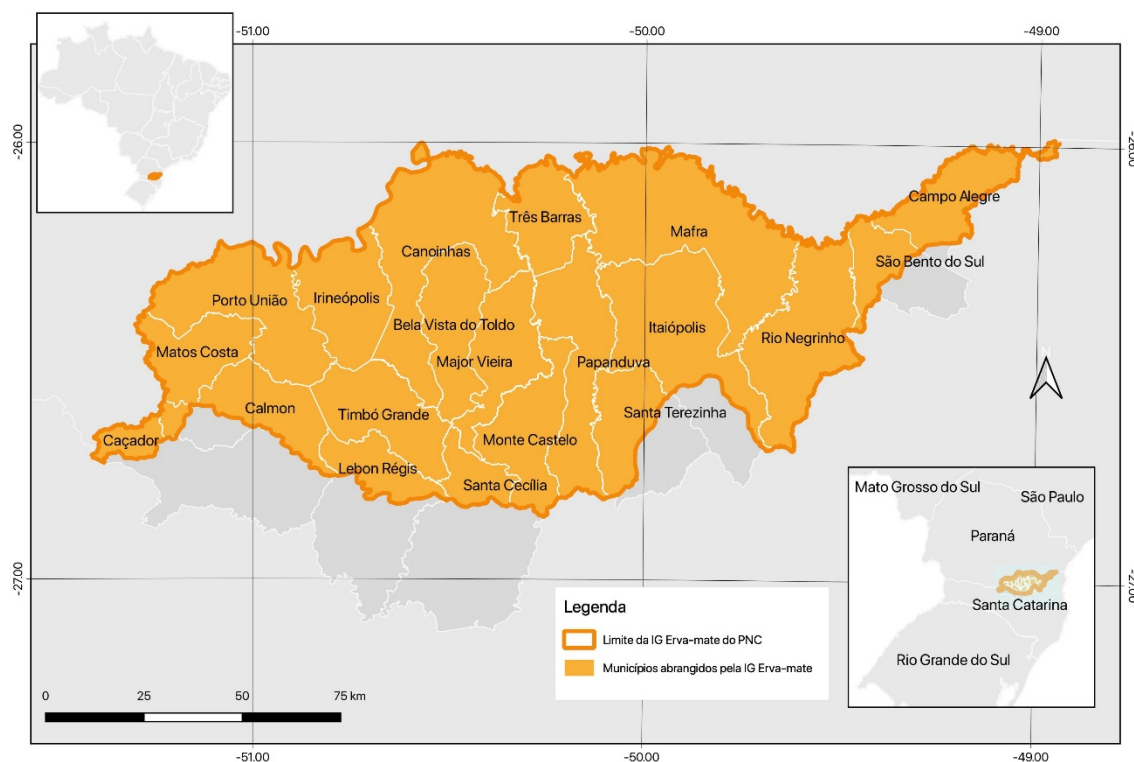 -51.00
-50.00
-49.00
-26.00
-26.00
Campo Alegre
Três Barras
Mafra
Canoinhas
São Bento do Sul
Porto União
Irineópolis
Bela Vista do Toldo
Itaiópolis
Rio Negrinho
Matos Costa
Major Vieira
Papanduva
Calmon
Timbó Grande
Santa Terezinha
Caçador
Monte Castelo
Lebon Régis
Santa Cecília
N
Mato Grosso do Sul
São Paulo
Paraná
Santa Catarina
Rio Grande do Sul
-27.00
-27.00
Legenda
Limite da IG Erva-mate do PNC
Municípios abrangidos pela IG Erva-mate
0
25
50
75 km
-51.00
-50.00
-49.00